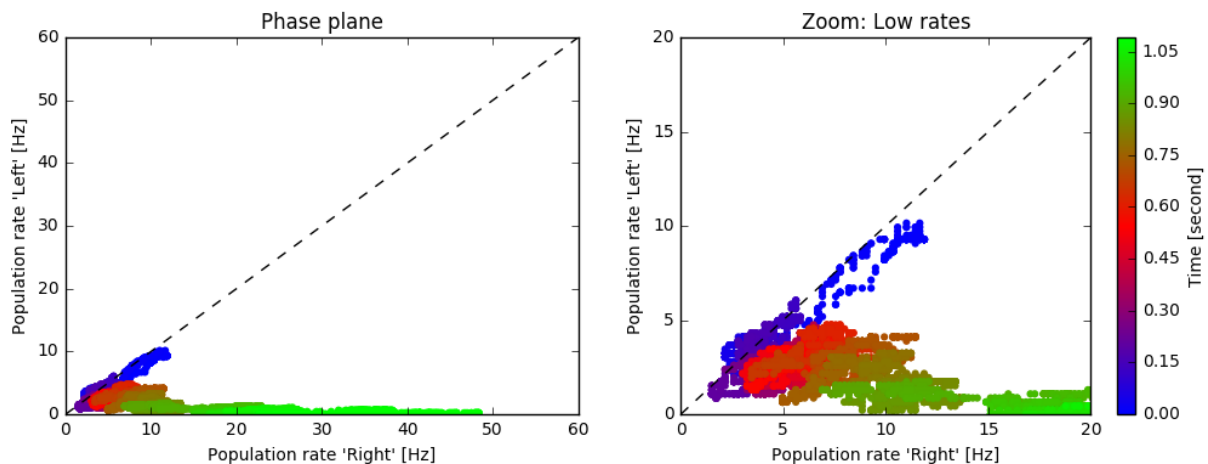 Phase plane
60
50
40
30
20
10
0
Population rate 'Left' [Hz]
0 10 20 30 40 50 60
Population rate 'Right' [Hz]
Zoom: Low rates
20
15
10
5
0
Population rate 'Left' [Hz]
0 5 10 15 20
Population rate 'Right' [Hz]
1.05
0.90
0.75
0.60
0.45
0.30
0.15
0.00
Time [second]